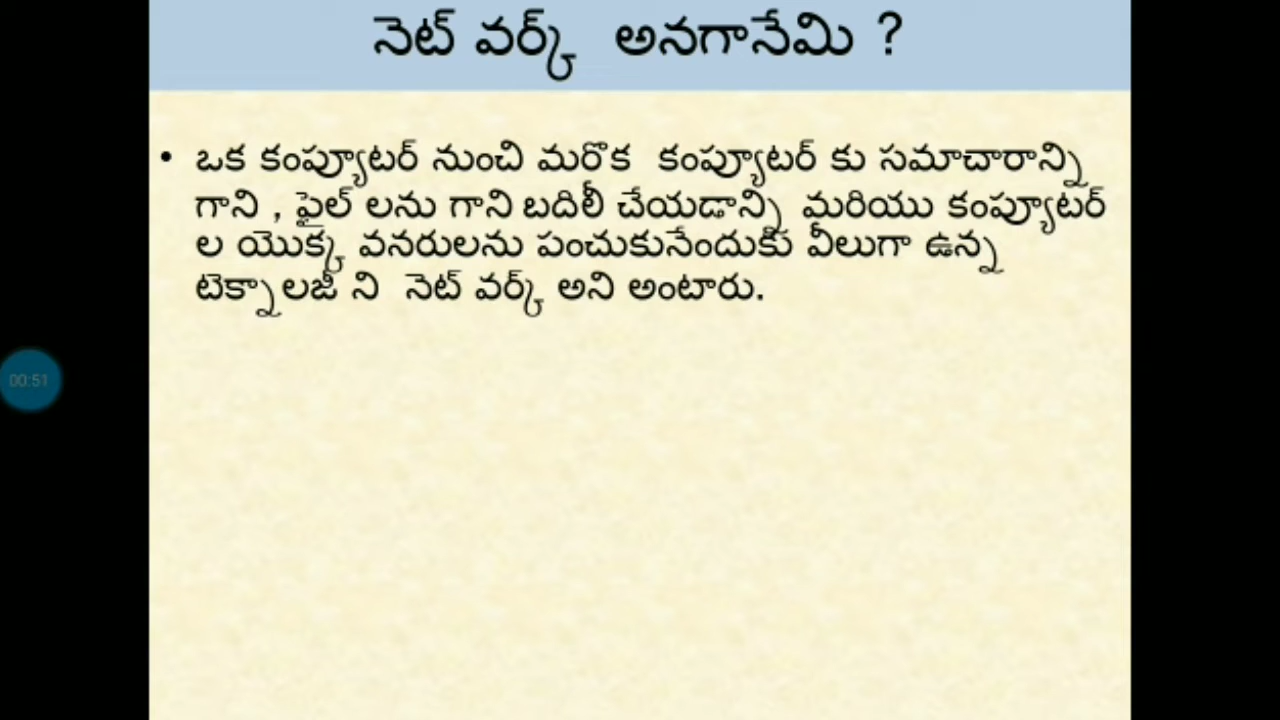 నెట్ వర్క్ అనగానేమి ?
• ఒక కంప్యూటర్ నుంచి మరొక కంప్యూటర్ కు సమాచారాన్ని
గాని , ఫైల్ లను గాని బదిలీ చేయడాన్ని మరియు కంప్యూటర్
ల యొక్క వనరులను పంచుకునేందుకు వీలుగా ఉన్న
టెక్నాలజీ ని నెట్ వర్క్ అని అంటారు.
00:51